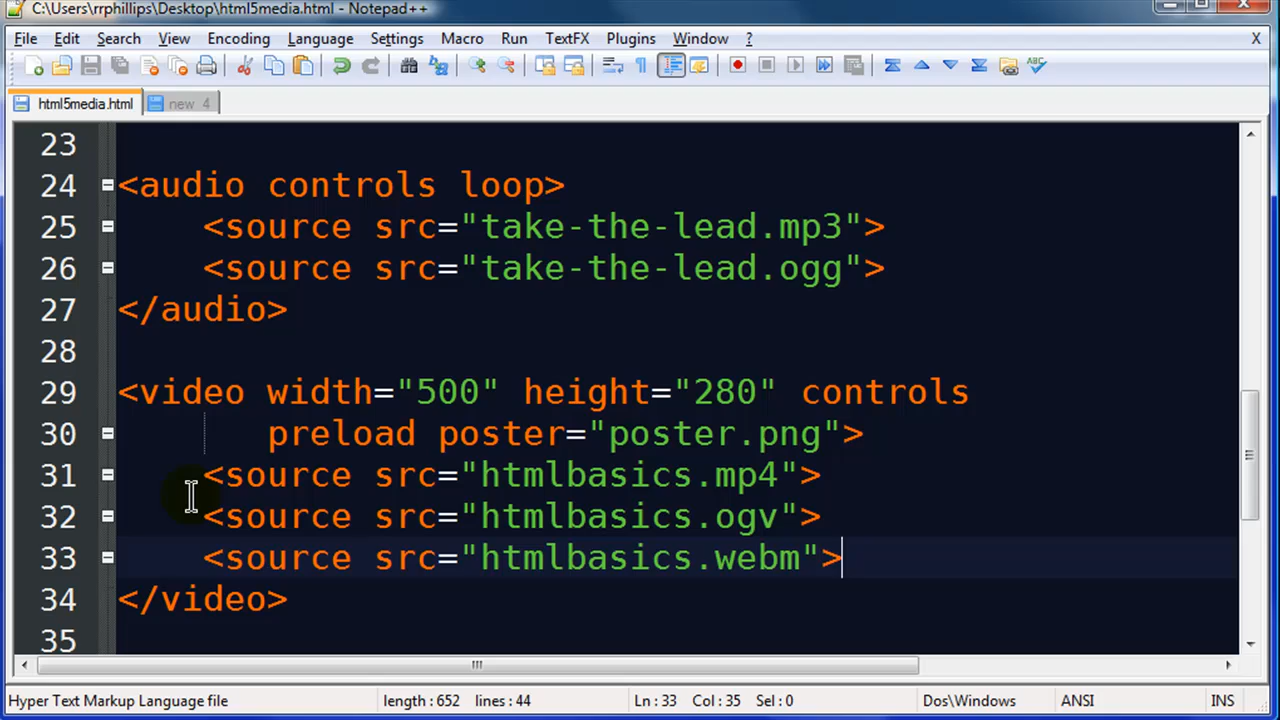 C:\Users\rrphillips\Desktop\html5media.html - Notepad++
File Edit Search View Encoding Language Settings Macro Run TextFX Plugins Window ? X
html5media.html new 4
23
24 <audio controls loop>
25 <source src="take-the-lead.mp3">
26 <source src="take-the-lead.ogg">
27 </audio>
28
29 <video width="500" height="280" controls
30 preload poster="poster.png">
31 <source src="htmlbasics.mp4">
32 <source src="htmlbasics.ogv">
33 <source src="htmlbasics.webm">
34 </video>
35
Hyper Text Markup Language file length : 652 lines : 44 Ln : 33 Col : 35 Sel : 0 Dos\Windows ANSI INS